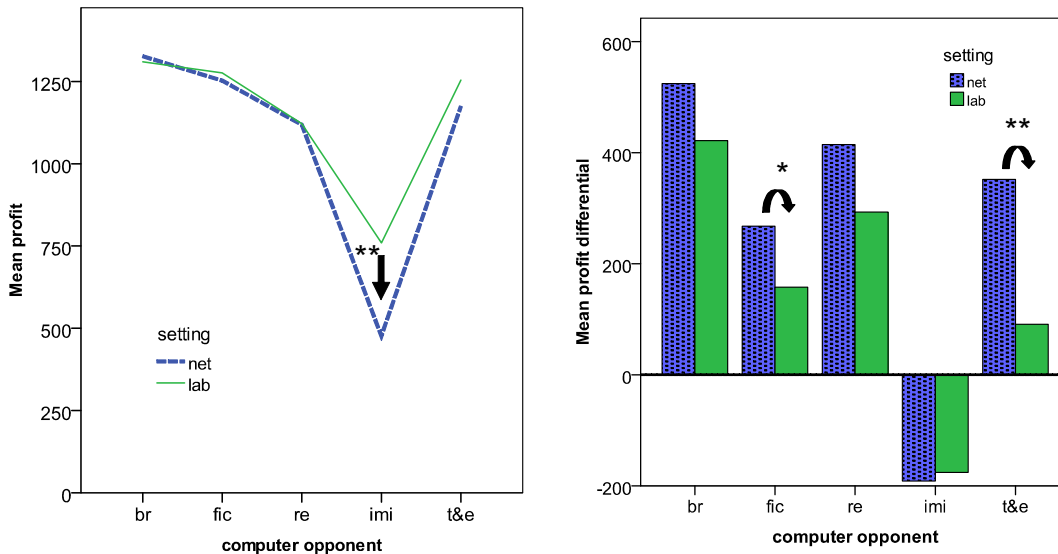 1250
1000
750
500
250
0
Mean profit
**
setting
net
lab
br fic re imi t&e
computer opponent
600
400
200
0
-200
Mean profit differential
setting
net
lab
*
**
br fic re imi t&e
computer opponent